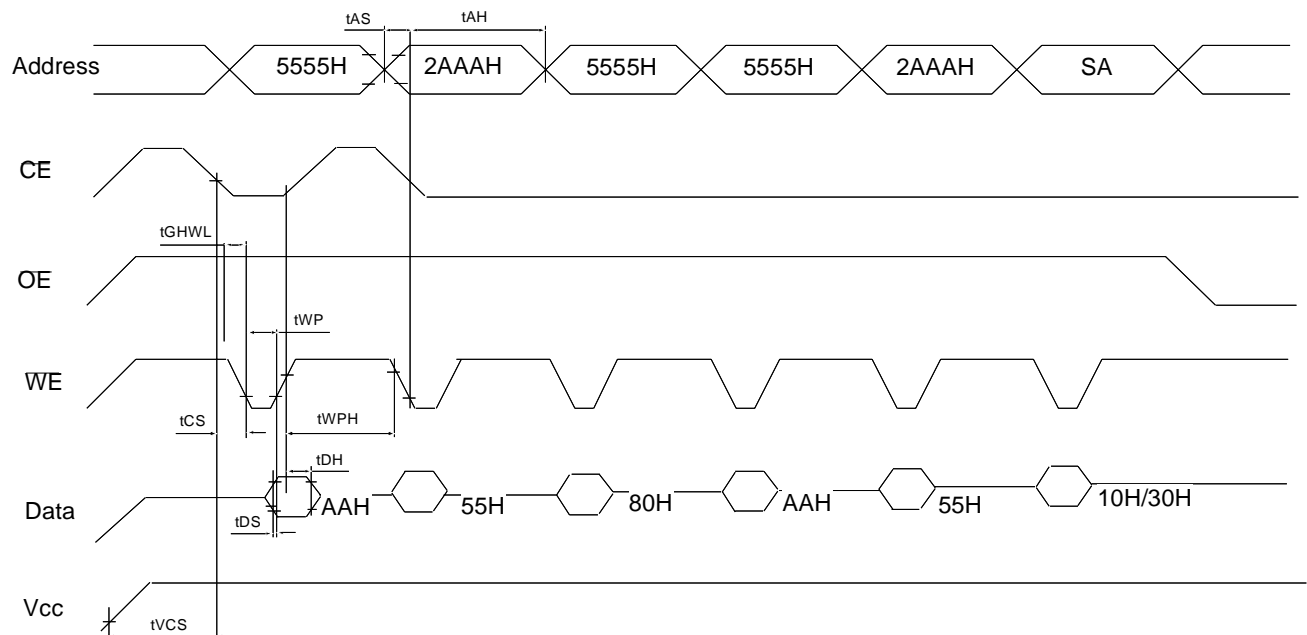 tAS tAH
Address 5555H 2AAAH 5555H 5555H 2AAAH SA
CE
tGHWL
OE
tWP
WE
tCS tWPH
tDH
Data AAH 55H 80H AAH 55H 10H/30H
tDS
Vcc
tVCS